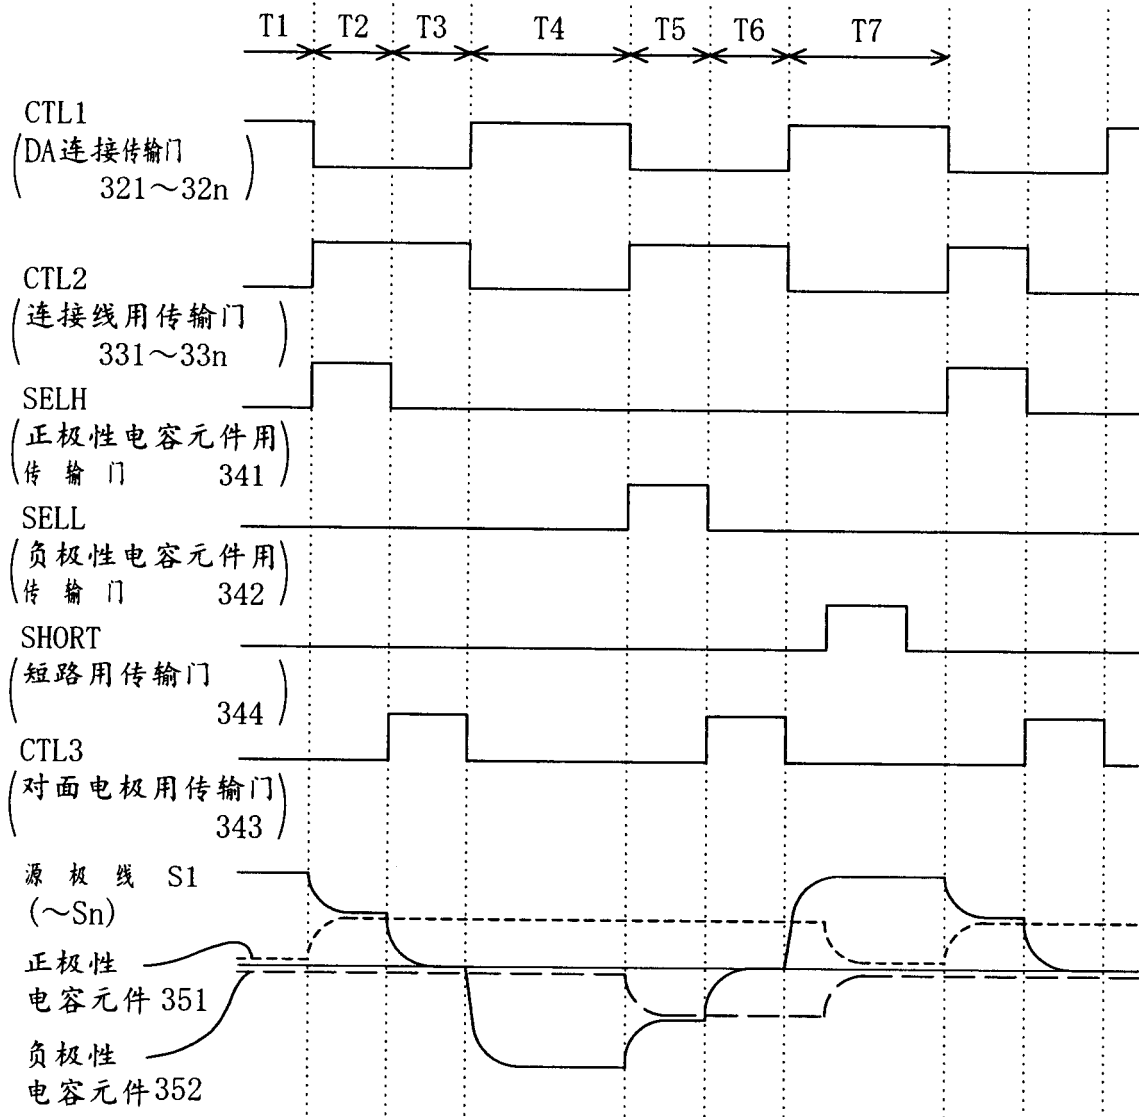 T1 T2 T3 T4 T5 T6 T7
CTL1
(DA连接传输门
321～32n)
CTL2
(连接线用传输门
331～33n)
SELH
(正极性电容元件用
传输门 341)
SELL
(负极性电容元件用
传输门 342)
SHORT
(短路用传输门
344)
CTL3
(对面电极用传输门
343)
源极线 S1
(～Sn)
正极性
电容元件 351
负极性
电容元件 352